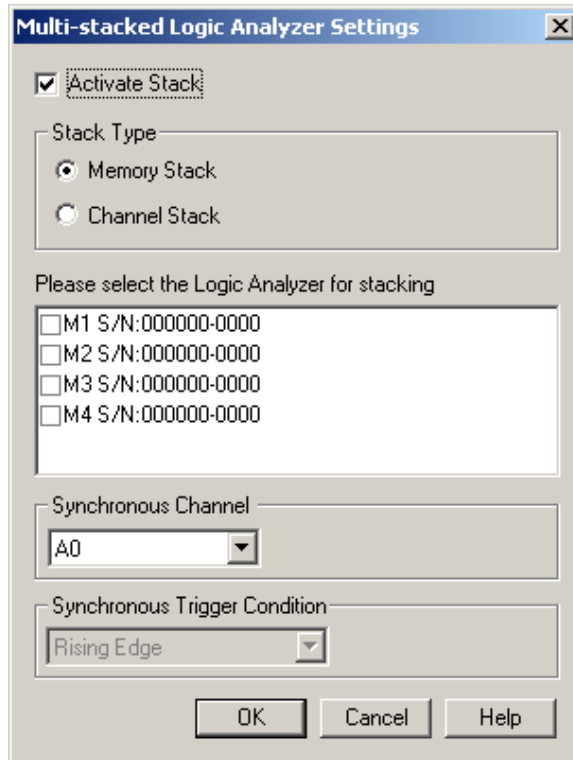 Multi-stacked Logic Analyzer Settings
Activate Stack
Stack Type
Memory Stack
Channel Stack
Please select the Logic Analyzer for stacking
M1 S/N:000000-0000
M2 S/N:000000-0000
M3 S/N:000000-0000
M4 S/N:000000-0000
Synchronous Channel
A0
Synchronous Trigger Condition
Rising Edge
OK Cancel Help